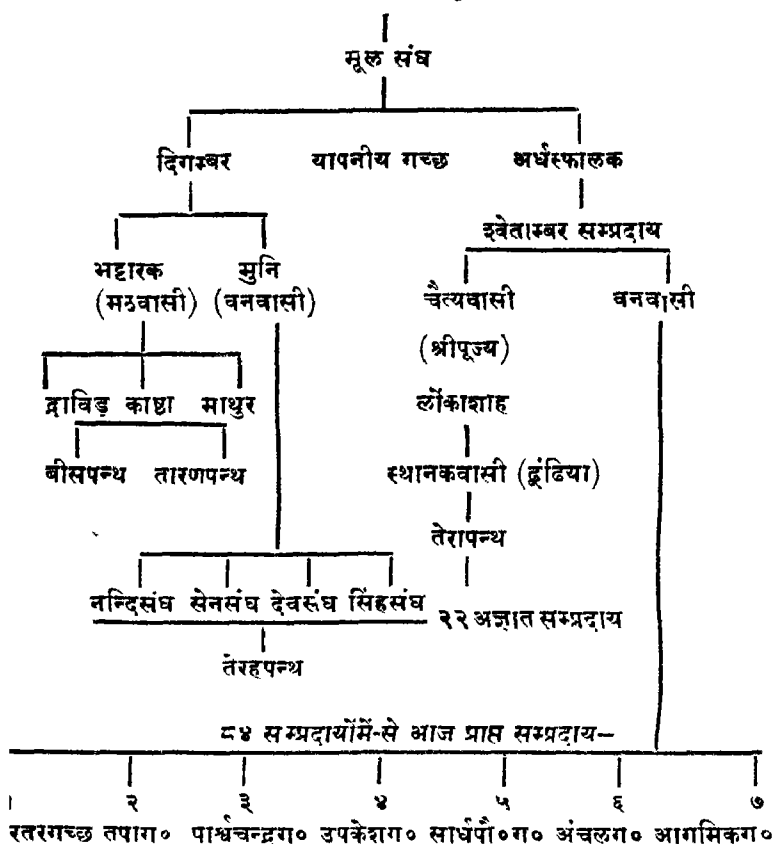 मूल संघ
दिगम्बर यापनीय गच्छ अर्धस्फालक
इवेताम्बर सम्प्रदाय
भट्टारक मुनि चैत्यवासी वनवासी
(मठवासी) (वनवासी)
(श्रीपूज्य)
द्राविड़ काष्ठा माथुर लोंकाशाह
बीसपन्थ तारणपन्थ स्थानकवासी (ढूंढिया)
तेरापन्थ
नन्दिसंघ सेनसंघ देवसंघ सिंहसंघ २२ अज्ञात सम्प्रदाय
तेरहपन्थ
८४ सम्प्रदायोंमें-से आज प्राप्त सम्प्रदाय–
२ ३ ४ ५ ६ ७
रतरगच्छ तपाग० पार्श्वचन्द्रग० उपकेशग० सार्धपौ०ग० अंचलग० आगमिकग०